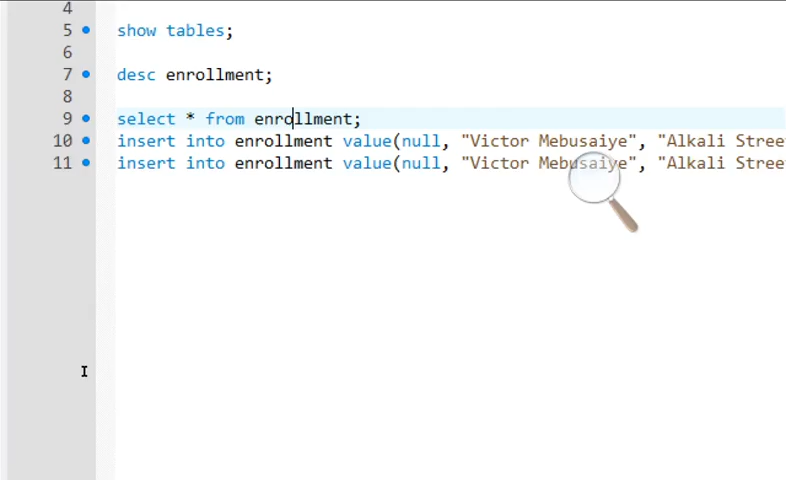 4
5 show tables;
6
7 desc enrollment;
8
9 select * from enrollment;
10 insert into enrollment value(null, "Victor Mebusaiye", "Alkali Stree
11 insert into enrollment value(null, "Victor Mebusaiye", "Alkali Stree